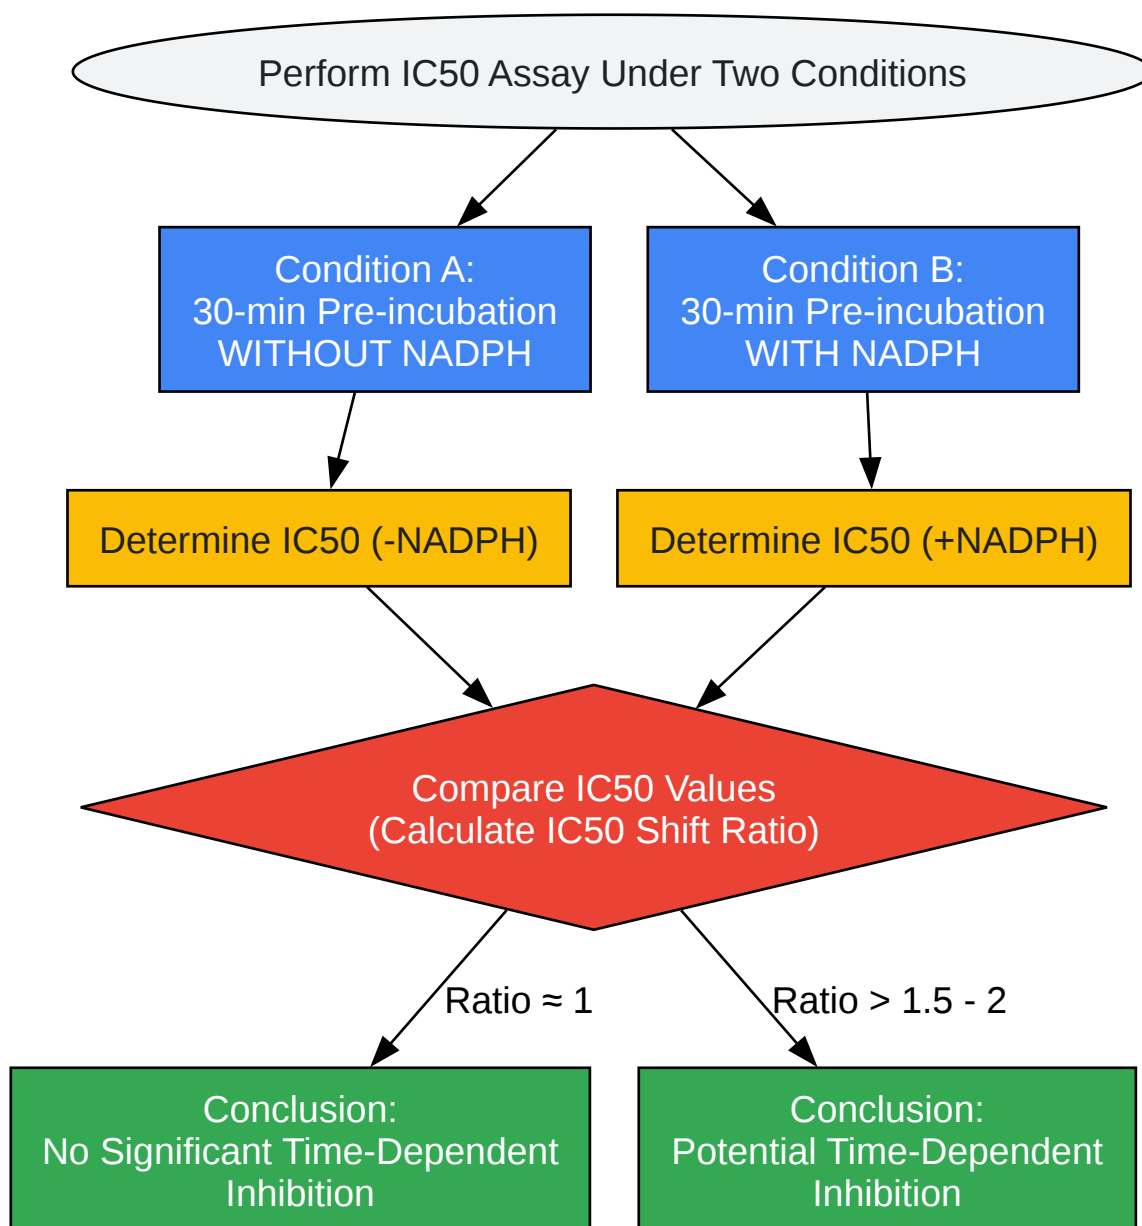 Perform IC50 Assay Under Two Conditions
Condition A:
30-min Pre-incubation
WITHOUT NADPH
Condition B:
30-min Pre-incubation
WITH NADPH
Determine IC50 (-NADPH)
Determine IC50 (+NADPH)
Compare IC50 Values
(Calculate IC50 Shift Ratio)
Ratio ≈ 1
Ratio > 1.5 - 2
Conclusion:
No Significant Time-Dependent
Inhibition
Conclusion:
Potential Time-Dependent
Inhibition